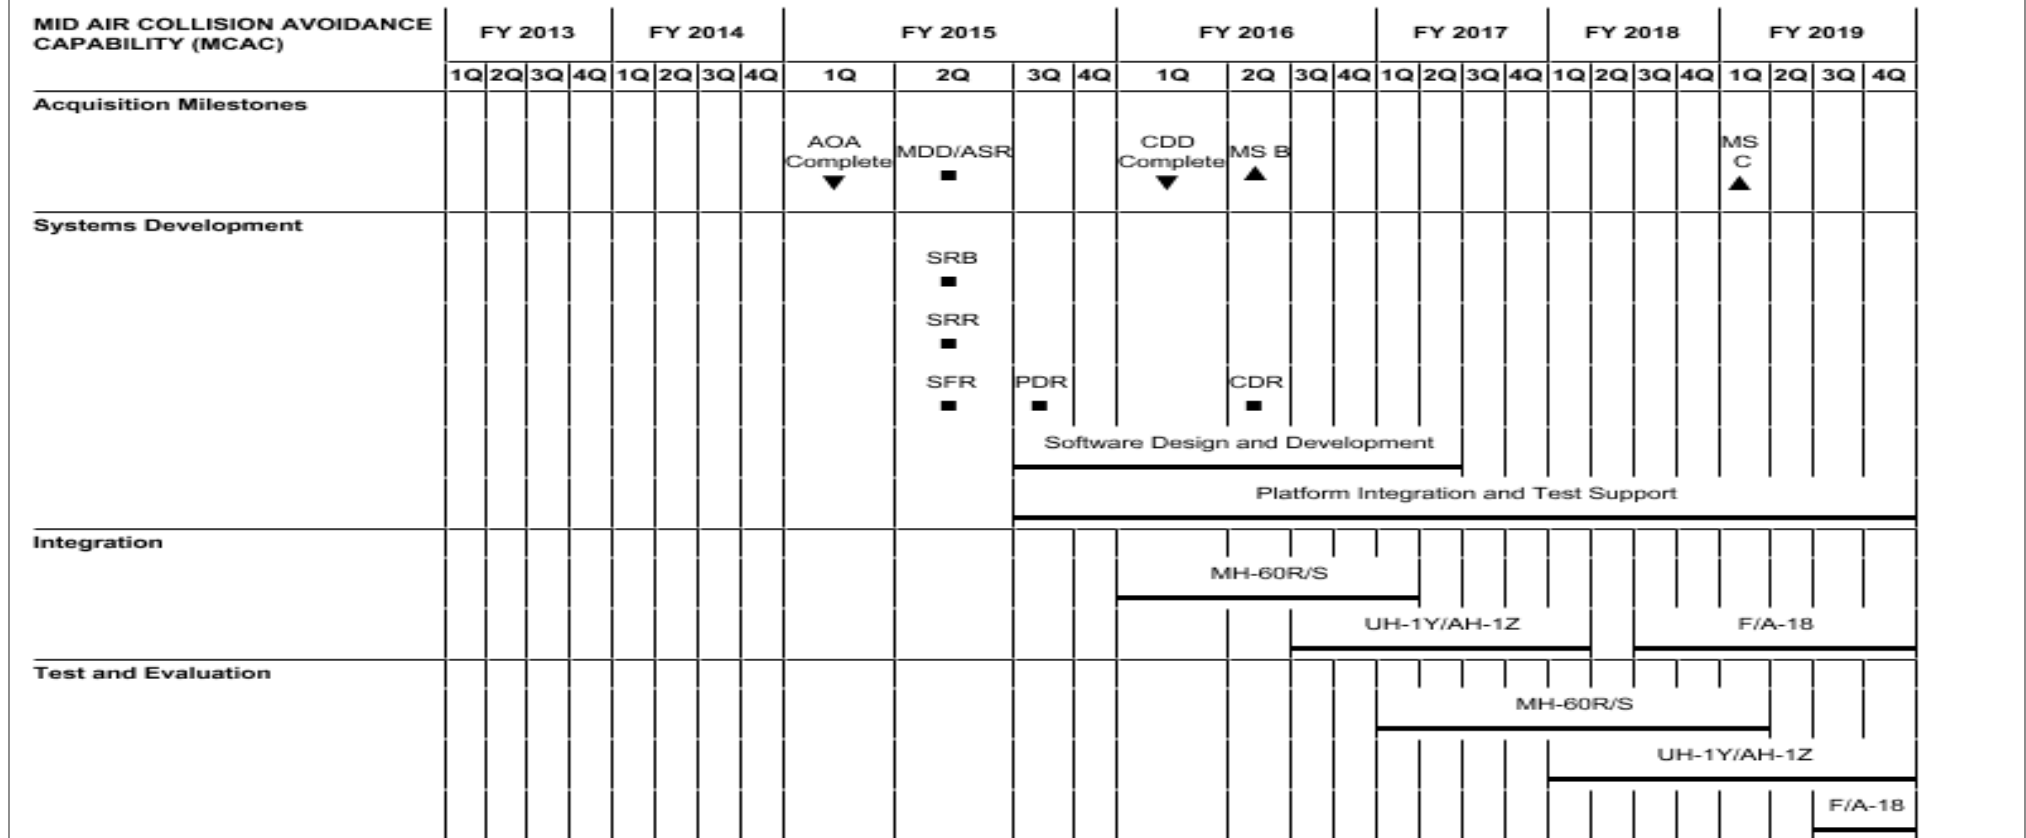 MID AIR COLLISION AVOIDANCE
CAPABILITY (MCAC)
FY 2013 FY 2014 FY 2015 FY 2016 FY 2017 FY 2018 FY 2019
1Q 2Q 3Q 4Q 1Q 2Q 3Q 4Q 1Q 2Q 3Q 4Q 1Q 2Q 3Q 4Q 1Q 2Q 3Q 4Q 1Q 2Q 3Q 4Q 1Q 2Q 3Q 4Q
Acquisition Milestones
AOA
Complete
MDD/ASR
CDD
Complete
MS B
MS
C
Systems Development
SRB
SRR
SFR PDR CDR
Software Design and Development
Platform Integration and Test Support
Integration
MH-60R/S
UH-1Y/AH-1Z F/A-18
Test and Evaluation
MH-60R/S
UH-1Y/AH-1Z
F/A-18